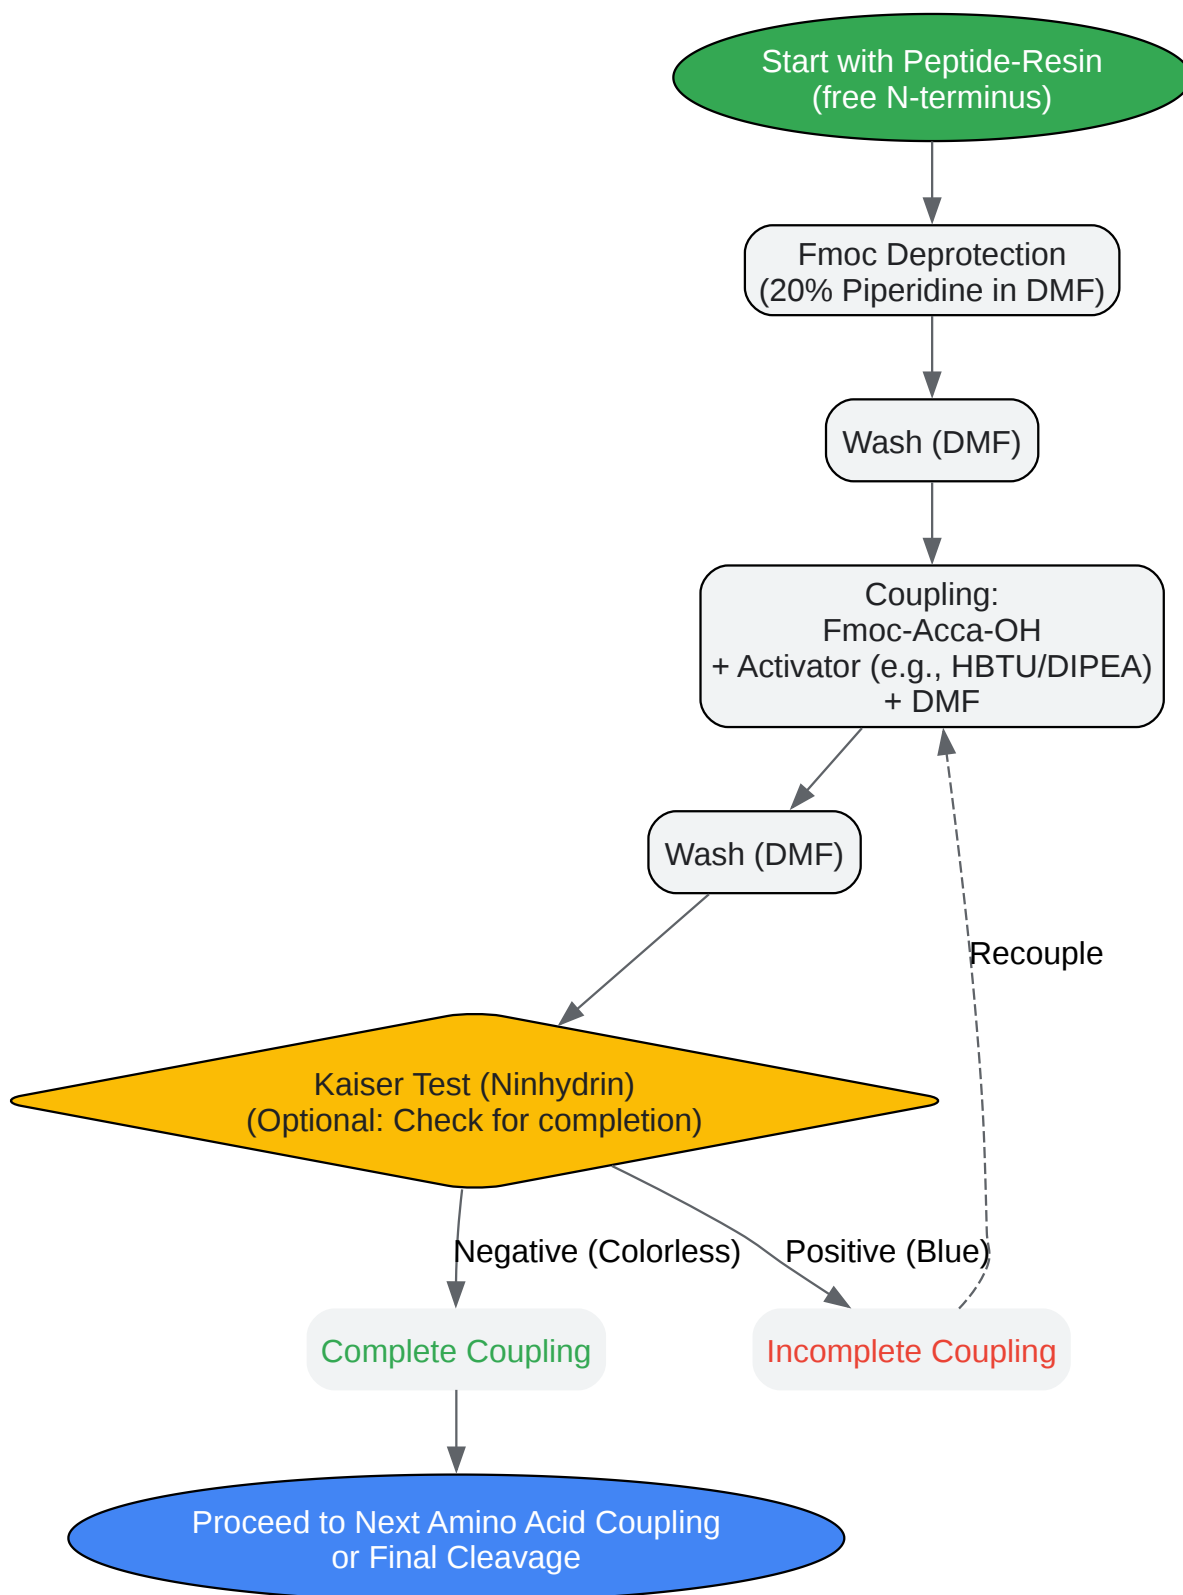 Start with Peptide-Resin
(free N-terminus)
Fmoc Deprotection
(20% Piperidine in DMF)
Wash (DMF)
Coupling:
Fmoc-Acca-OH
+ Activator (e.g., HBTU/DIPEA)
+ DMF
Wash (DMF)
Recouple
Kaiser Test (Ninhydrin)
(Optional: Check for completion)
Negative (Colorless)
Positive (Blue)
Complete Coupling
Incomplete Coupling
Proceed to Next Amino Acid Coupling
or Final Cleavage